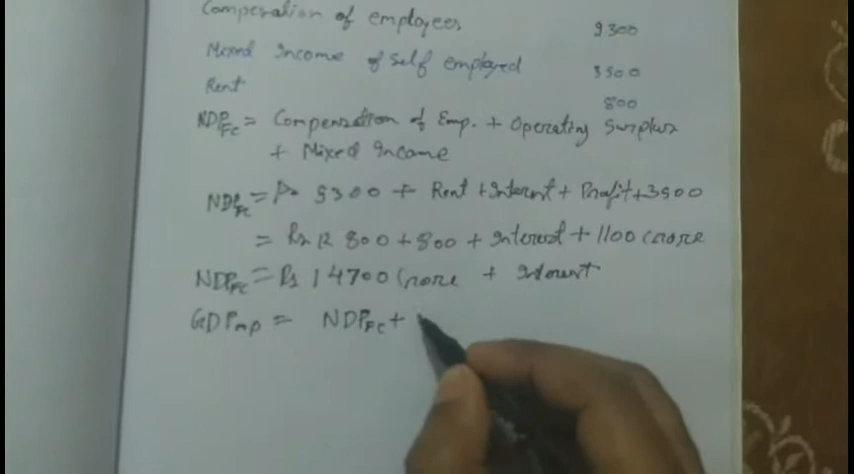 Compensation of employees 9300
Mixed Income of Self employed 3500
Rent 800
NDPFC = Compensation of Emp. + Operating Surplus
+ Mixed Income
NDPFC = Rs 9300 + Rent + Interest + Profit + 3500
= Rs 12 800 + 800 + Interest + 1100 Crore
NDPFC = Rs 14700 Crore + Interest
GDPMP = NDPFC +